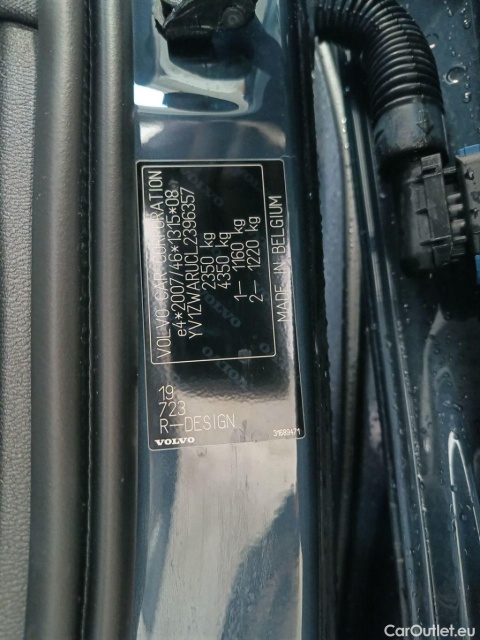 VOLVO CAR CORPORATION
e4*2007/46*1315*08
YV1ZWARUCL2396357
2350 kg
4350 kg
1— 1160 kg
2— 1220 kg
MADE IN BELGIUM
19
723
R—DESIGN
VOLVO
31689471
CarOutlet.eu